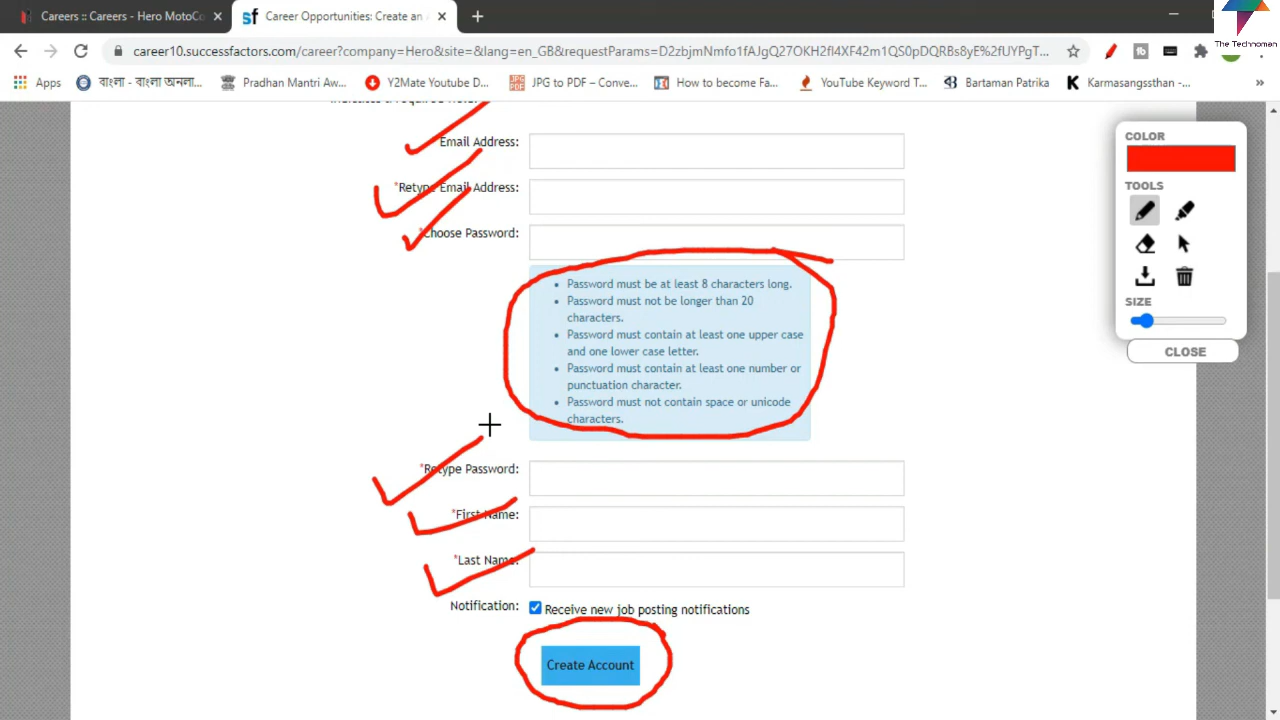 Careers :: Careers - Hero MotoCo
Career Opportunities: Create an
The Technoman
career10.successfactors.com/career?company=Hero&site=&lang=en_GB&requestParams=D2zbjmNmfo1fAJgQ27OKH2fl4XF42m1QS0pDQRBs8yE%2fUYPgT...
Apps
বাংলা - বাংলা অনলা...
Pradhan Mantri Aw...
Y2Mate Youtube D...
JPG to PDF – Conve...
How to become Fa...
YouTube Keyword T...
Bartaman Patrika
Karmasangssthan -...
»
Email Address:
*Retype Email Address:
*Choose Password:
• Password must be at least 8 characters long.
• Password must not be longer than 20
characters.
• Password must contain at least one upper case
and one lower case letter.
• Password must contain at least one number or
punctuation character.
• Password must not contain space or unicode
characters.
*Retype Password:
*First Name:
*Last Name:
Notification:
Receive new job posting notifications
Create Account
COLOR
TOOLS
SIZE
CLOSE